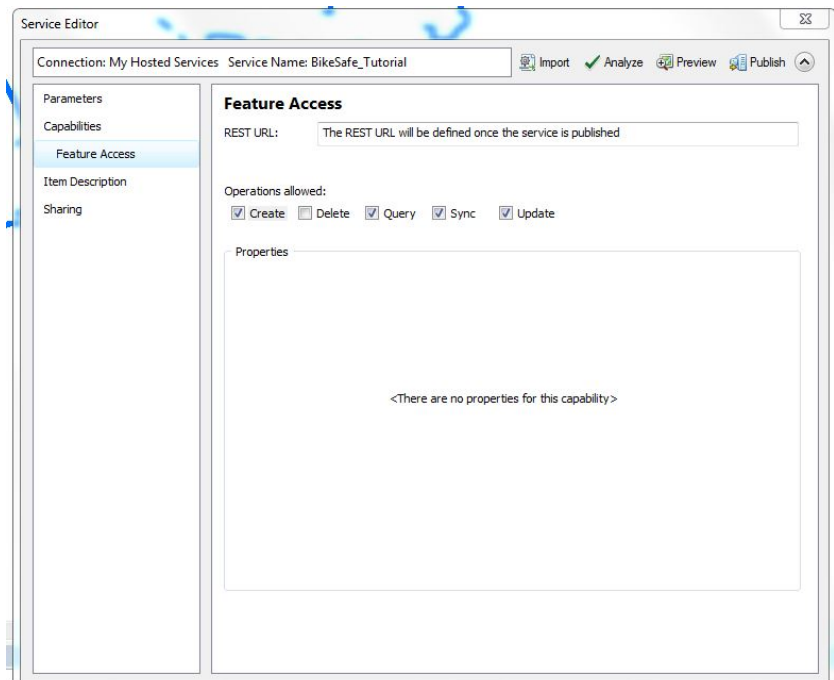 Service Editor
Connection: My Hosted Services Service Name: BikeSafe_Tutorial
Import Analyze Preview Publish
Parameters
Capabilities
Feature Access
Item Description
Sharing
Feature Access
REST URL: The REST URL will be defined once the service is published
Operations allowed:
Create Delete Query Sync Update
Properties
<There are no properties for this capability>